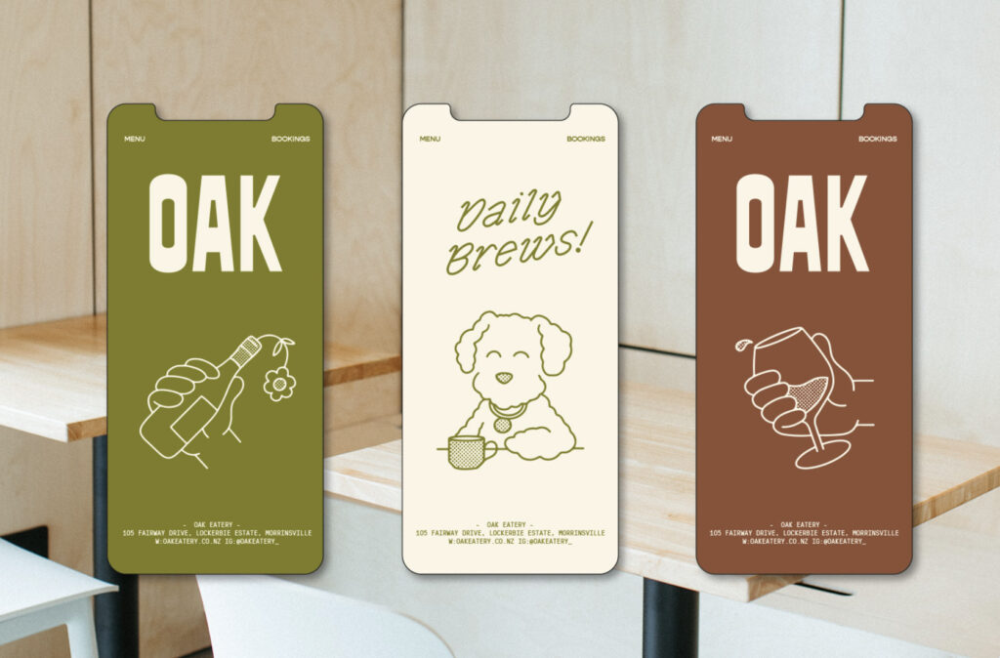 MENU
BOOKINGS
OAK
- OAK EATERY -
105 FAIRWAY DRIVE, LOCKERBIE ESTATE, MORRINSVILLE
W:OAKEATERY.CO.NZ IG:@OAKEATERY_
MENU
BOOKINGS
Daily
Brews!
- OAK EATERY -
105 FAIRWAY DRIVE, LOCKERBIE ESTATE, MORRINSVILLE
W:OAKEATERY.CO.NZ IG:@OAKEATERY_
MENU
BOOKINGS
OAK
- OAK EATERY -
105 FAIRWAY DRIVE, LOCKERBIE ESTATE, MORRINSVILLE
W:OAKEATERY.CO.NZ IG:@OAKEATERY_